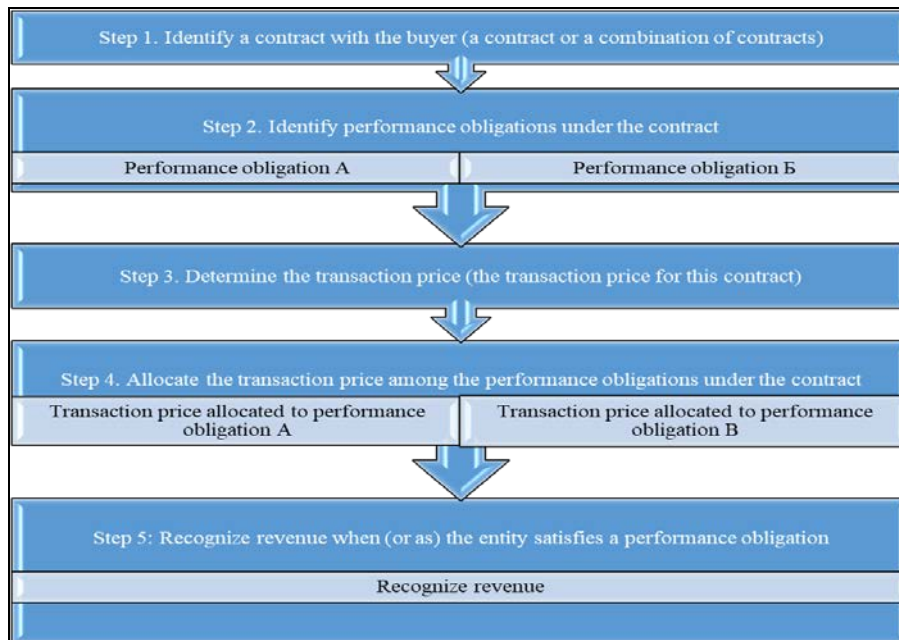 Step 1. Identify a contract with the buyer (a contract or a combination of contracts)
Step 2. Identify performance obligations under the contract
Performance obligation A
Performance obligation Б
Step 3. Determine the transaction price (the transaction price for this contract)
Step 4. Allocate the transaction price among the performance obligations under the contract
Transaction price allocated to performance
obligation A
Transaction price allocated to performance
obligation B
Step 5: Recognize revenue when (or as) the entity satisfies a performance obligation
Recognize revenue